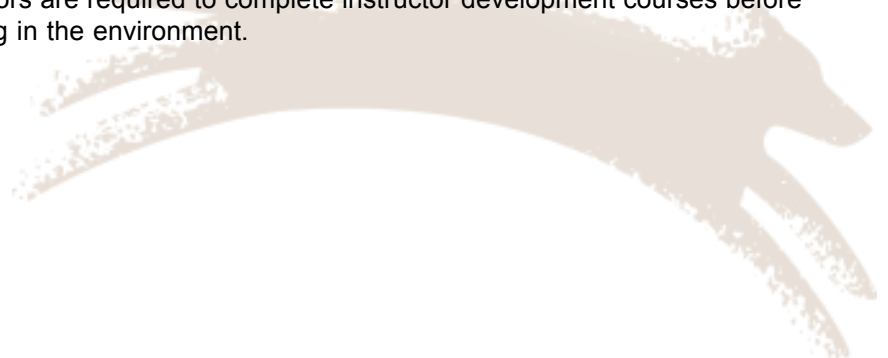 ors are required to complete instructor development courses before
g in the environment.